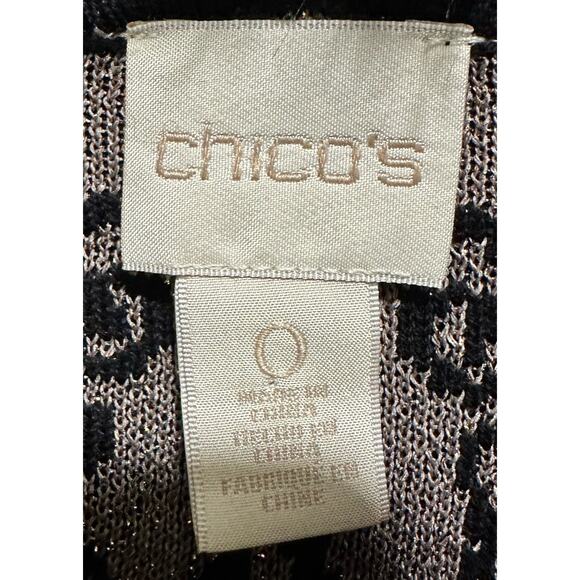 chico's
0
MADE IN
CHINA
HECHO EN
CHINA
FABRIQUE EN
CHINE